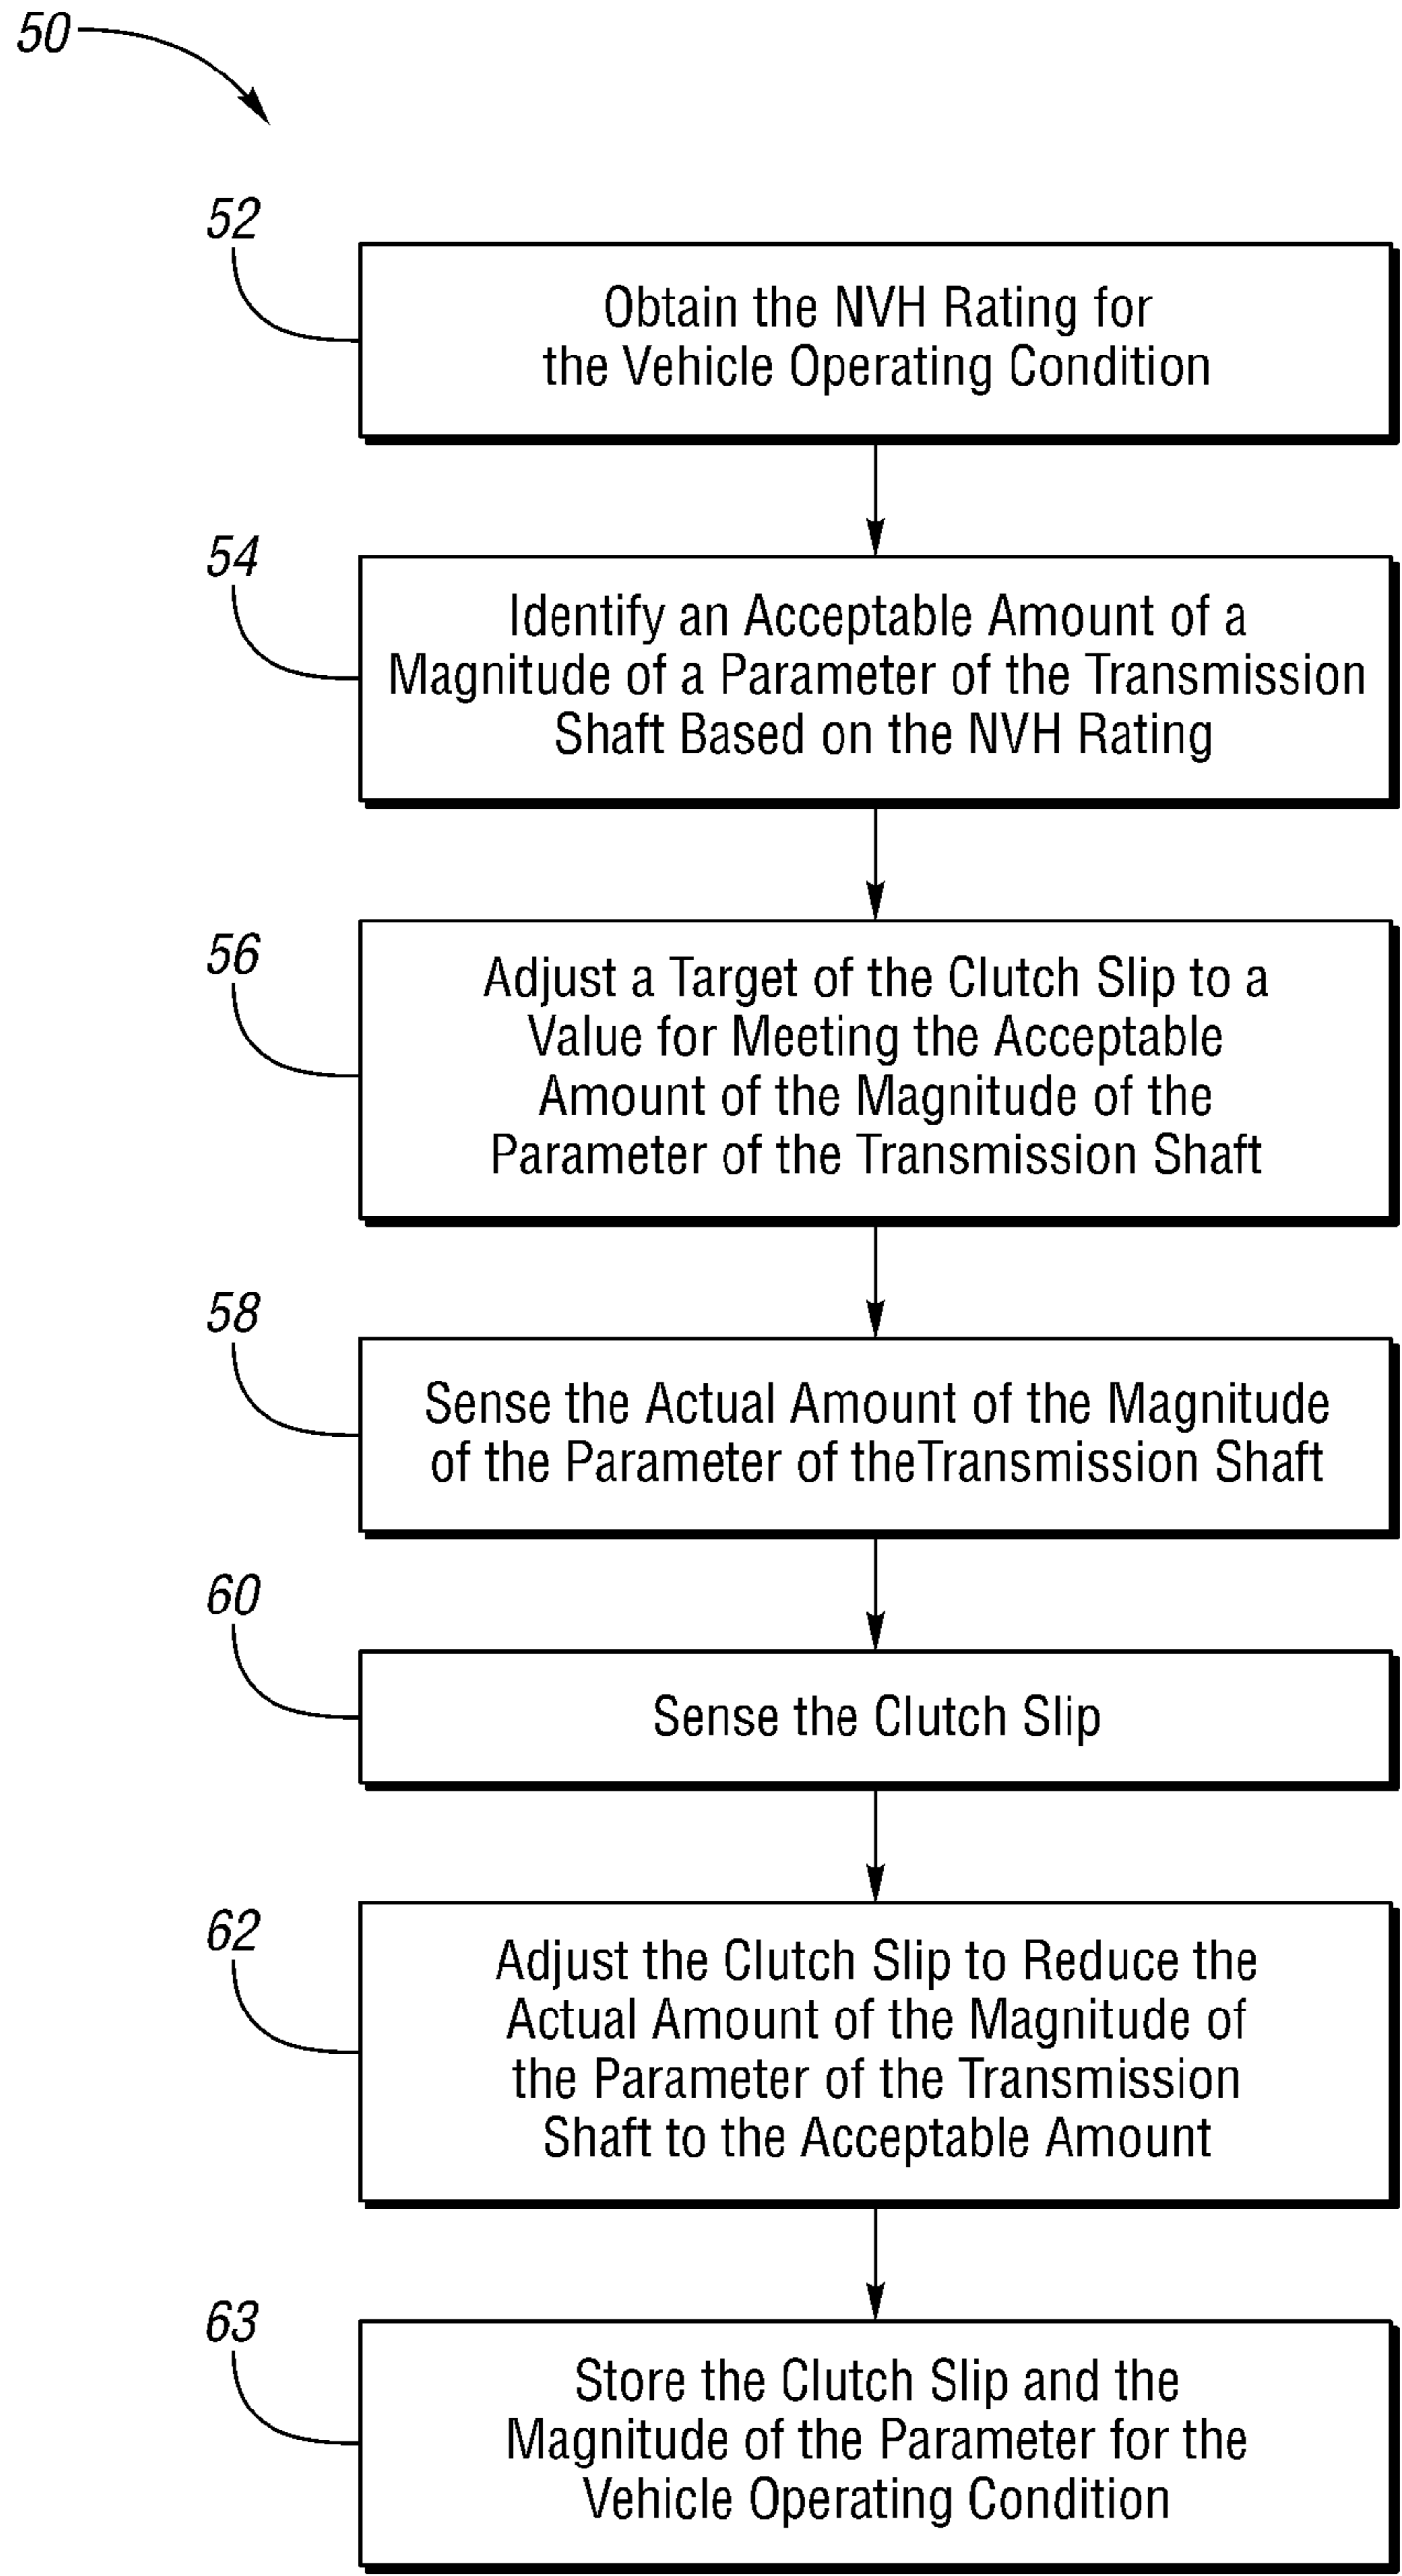 50
52
Obtain the NVH Rating for
the Vehicle Operating Condition
54
Identify an Acceptable Amount of a
Magnitude of a Parameter of the Transmission
Shaft Based on the NVH Rating
56
Adjust a Target of the Clutch Slip to a
Value for Meeting the Acceptable
Amount of the Magnitude of the
Parameter of the Transmission Shaft
58
Sense the Actual Amount of the Magnitude
of the Parameter of theTransmission Shaft
60
Sense the Clutch Slip
62
Adjust the Clutch Slip to Reduce the
Actual Amount of the Magnitude of
the Parameter of the Transmission
Shaft to the Acceptable Amount
63
Store the Clutch Slip and the
Magnitude of the Parameter for the
Vehicle Operating Condition